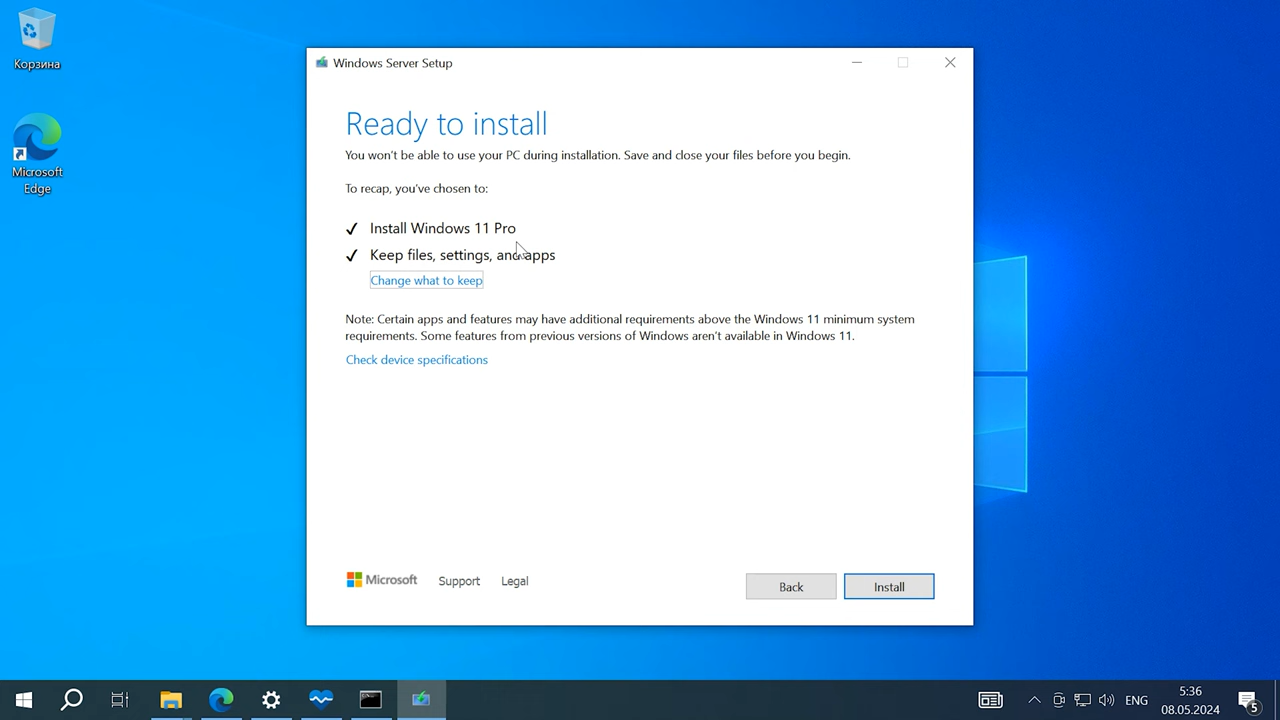 Корзина
Microsoft
Edge
Windows Server Setup
Ready to install
You won't be able to use your PC during installation. Save and close your files before you begin.
To recap, you've chosen to:
Install Windows 11 Pro
Keep files, settings, and apps
Change what to keep
Note: Certain apps and features may have additional requirements above the Windows 11 minimum system
requirements. Some features from previous versions of Windows aren't available in Windows 11.
Check device specifications
Microsoft
Support
Legal
Back
Install
ENG
5:36
08.05.2024
5